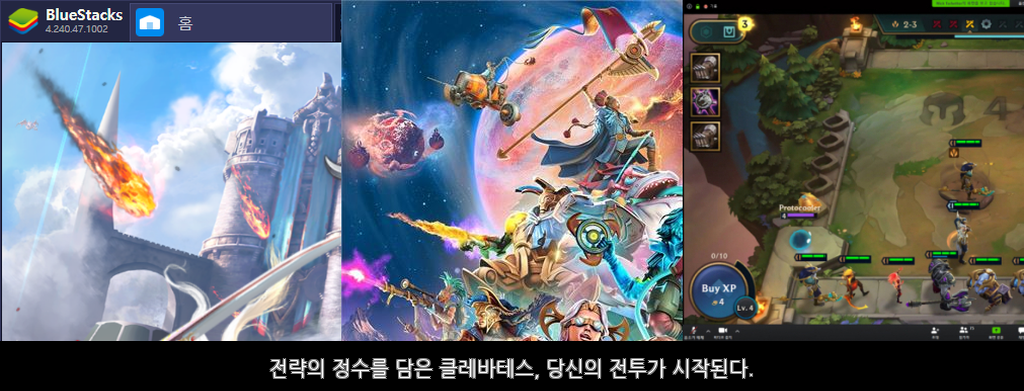 BlueStacks
4.240.47.1002
홈
3
2-3
4
Protocooler
4
0/10
Buy XP
4
Lv. 4
전략의 정수를 담은 클레바테스, 당신의 전투가 시작된다.